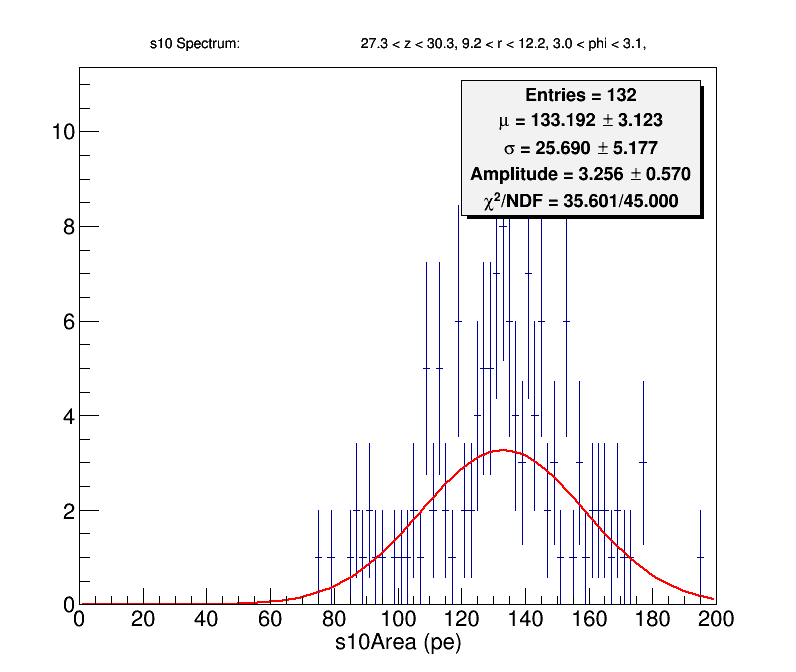 s10 Spectrum: 27.3 < z < 30.3, 9.2 < r < 12.2, 3.0 < phi < 3.1,
Entries = 132
μ = 133.192 ± 3.123
σ = 25.690 ± 5.177
Amplitude = 3.256 ± 0.570
χ²/NDF = 35.601/45.000
10
8
6
4
2
0
0 20 40 60 80 100 120 140 160 180 200
s10Area (pe)